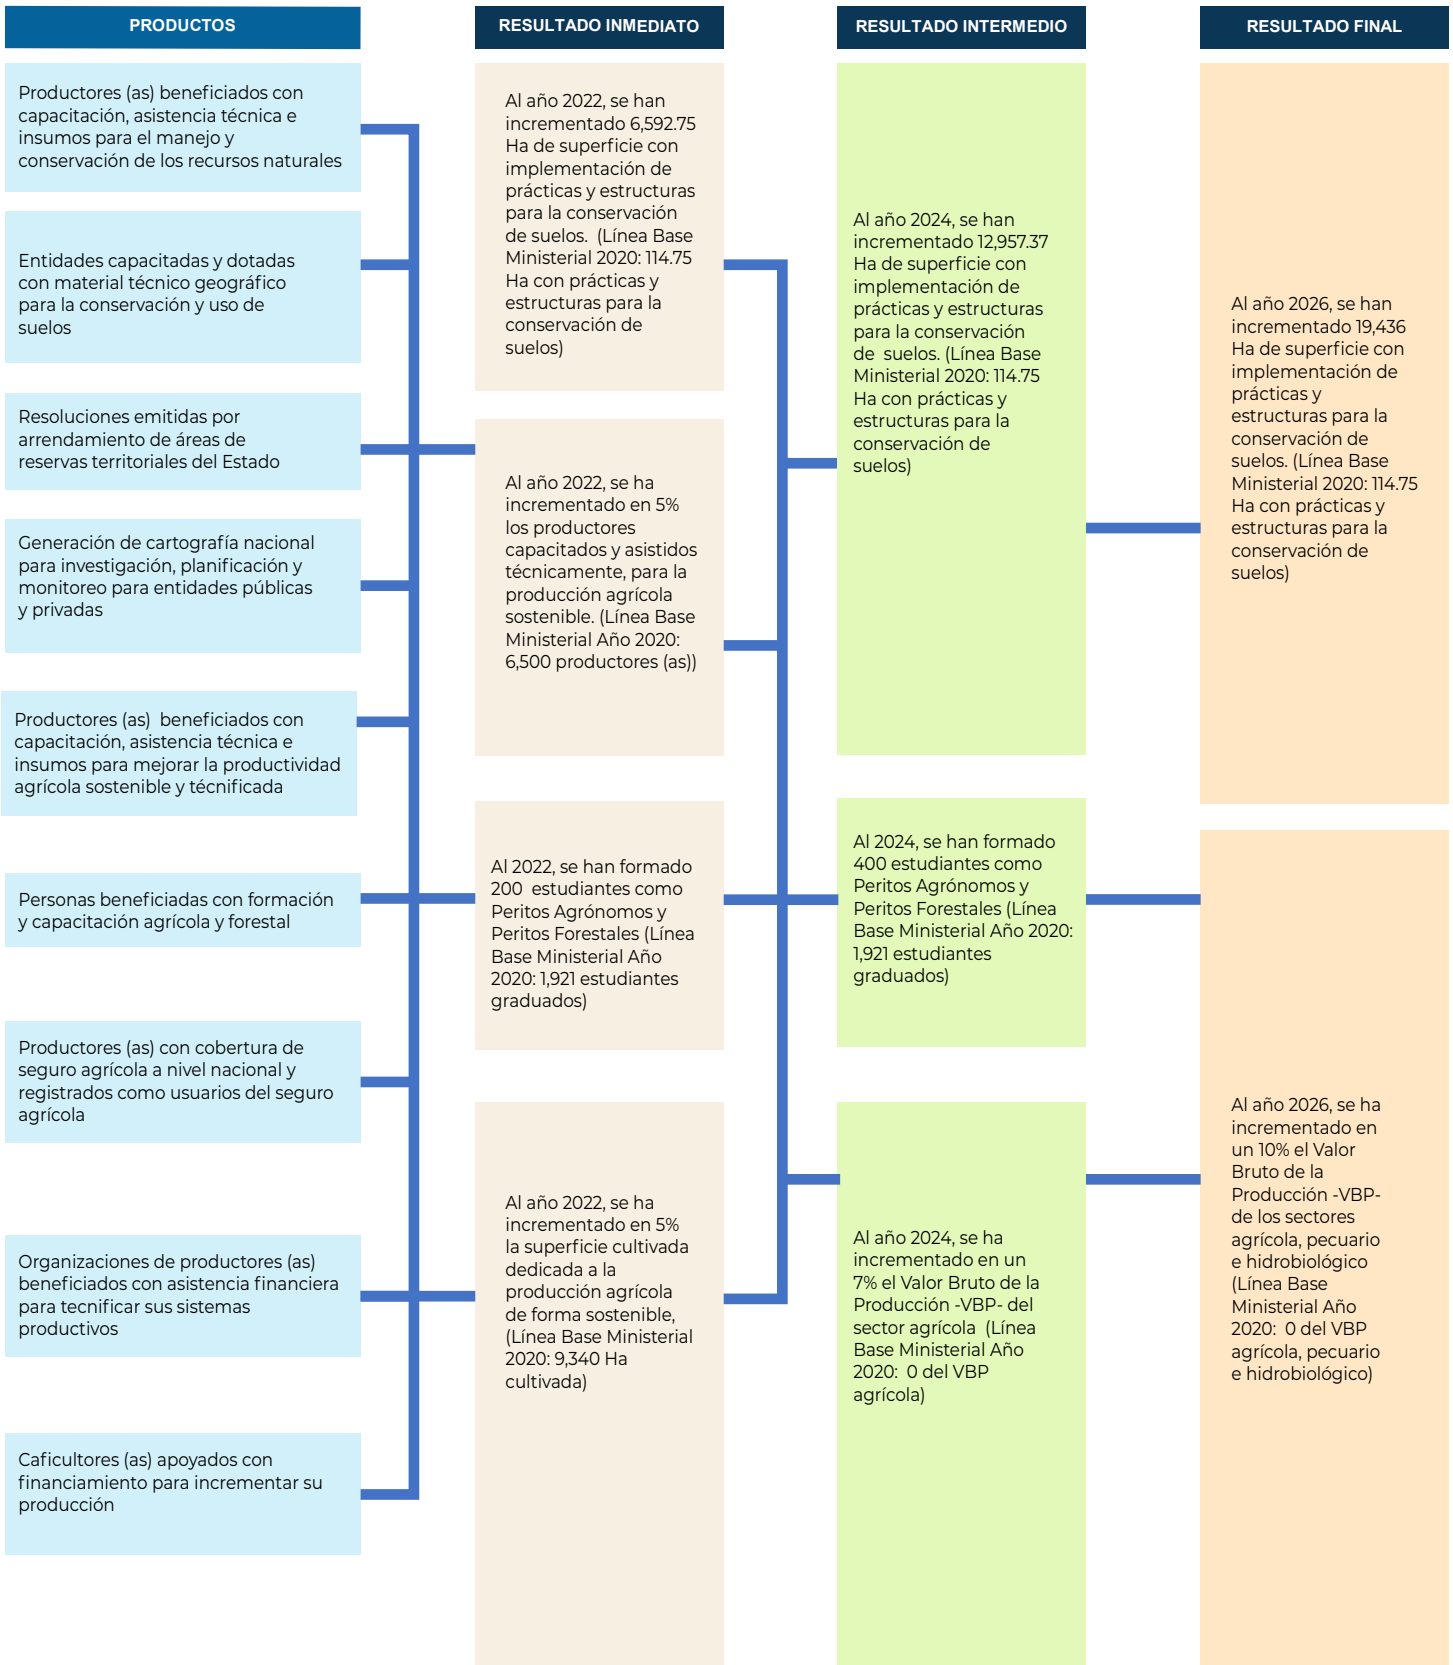 PRODUCTOS
Productores (as) beneficiados con
capacitación, asistencia técnica e
insumos para el manejo y
conservación de los recursos naturales
Entidades capacitadas y dotadas
con material técnico geográfico
para la conservación y uso de
suelos
Resoluciones emitidas por
arrendamiento de áreas de
reservas territoriales del Estado
Generación de cartografía nacional
para investigación, planificación y
monitoreo para entidades públicas
y privadas
Productores (as)  beneficiados con
capacitación, asistencia técnica e
insumos para mejorar la productividad
agrícola sostenible y técnificada
Personas beneficiadas con formación
y capacitación agrícola y forestal
Productores (as) con cobertura de
seguro agrícola a nivel nacional y
registrados como usuarios del seguro
agrícola
Organizaciones de productores (as)
beneficiados con asistencia financiera
para tecnificar sus sistemas
productivos
Caficultores (as) apoyados con
financiamiento para incrementar su
producción
RESULTADO INMEDIATO
Al año 2022, se han
incrementado 6,592.75
Ha de superficie con
implementación de
prácticas y estructuras
para la conservación
de suelos.  (Línea Base
Ministerial 2020: 114.75
Ha con prácticas y
estructuras para la
conservación de
suelos)
Al año 2022, se ha
incrementado en 5%
los productores
capacitados y asistidos
técnicamente, para la
producción agrícola
sostenible. (Línea Base
Ministerial Año 2020:
6,500 productores (as))
Al 2022, se han formado
200  estudiantes como
Peritos Agrónomos y
Peritos Forestales (Línea
Base Ministerial Año
2020: 1,921 estudiantes
graduados)
Al año 2022, se ha
incrementado en 5%
la superficie cultivada
dedicada a la
producción agrícola
de forma sostenible,
(Línea Base Ministerial
2020: 9,340 Ha
cultivada)
RESULTADO INTERMEDIO
Al año 2024, se han
incrementado 12,957.37
Ha de superficie con
implementación de
prácticas y estructuras
para la conservación
de  suelos. (Línea Base
Ministerial 2020: 114.75
Ha con prácticas y
estructuras para la
conservación de
suelos)
Al 2024, se han formado
400 estudiantes como
Peritos Agrónomos y
Peritos Forestales (Línea
Base Ministerial Año 2020:
1,921 estudiantes
graduados)
Al año 2024, se ha
incrementado en un
7% el Valor Bruto de la
Producción -VBP- del
sector agrícola  (Línea
Base Ministerial Año
2020:  0 del VBP
agrícola)
RESULTADO FINAL
Al año 2026, se han
incrementado 19,436
Ha de superficie con
implementación de
prácticas y
estructuras para la
conservación de
suelos. (Línea Base
Ministerial 2020: 114.75
Ha con prácticas y
estructuras para la
conservación de
suelos)
Al año 2026, se ha
incrementado en
un 10% el Valor
Bruto de la
Producción -VBP-
de los sectores
agrícola, pecuario
e hidrobiológico
(Línea Base
Ministerial Año
2020:  0 del VBP
agrícola, pecuario
e hidrobiológico)